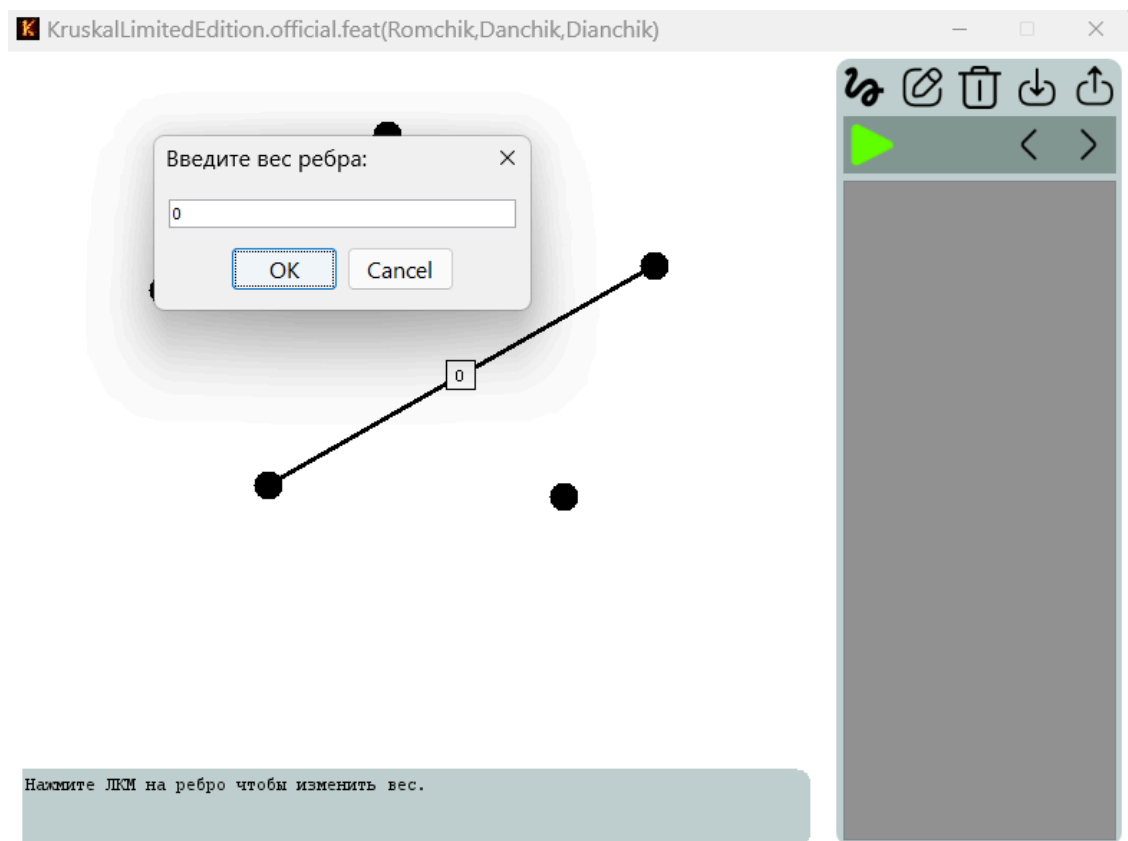 KruskalLimitedEdition.official.feat(Romchik,Danchik,Dianchik)
Введите вес ребра:
0
OK
Cancel
0
Нажмите ЛКМ на ребро чтобы изменить вес.